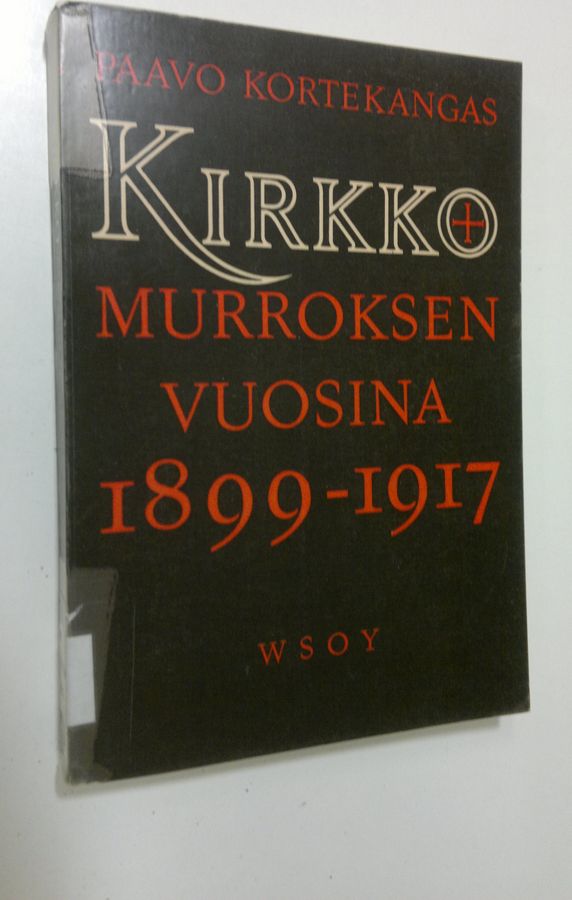 PAAVO KORTEKANGAS
KIRKKO
MURROKSEN
VUOSINA
1899-1917
WSOY